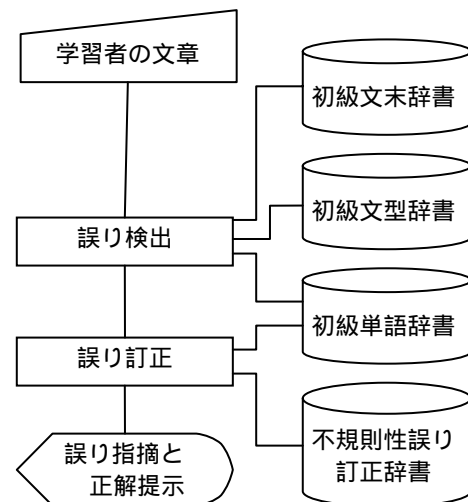 学習者の文章
初級文末辞書
初級文型辞書
誤り検出
初級単語辞書
誤り訂正
不規則性誤り
訂正辞書
誤り指摘と
正解提示